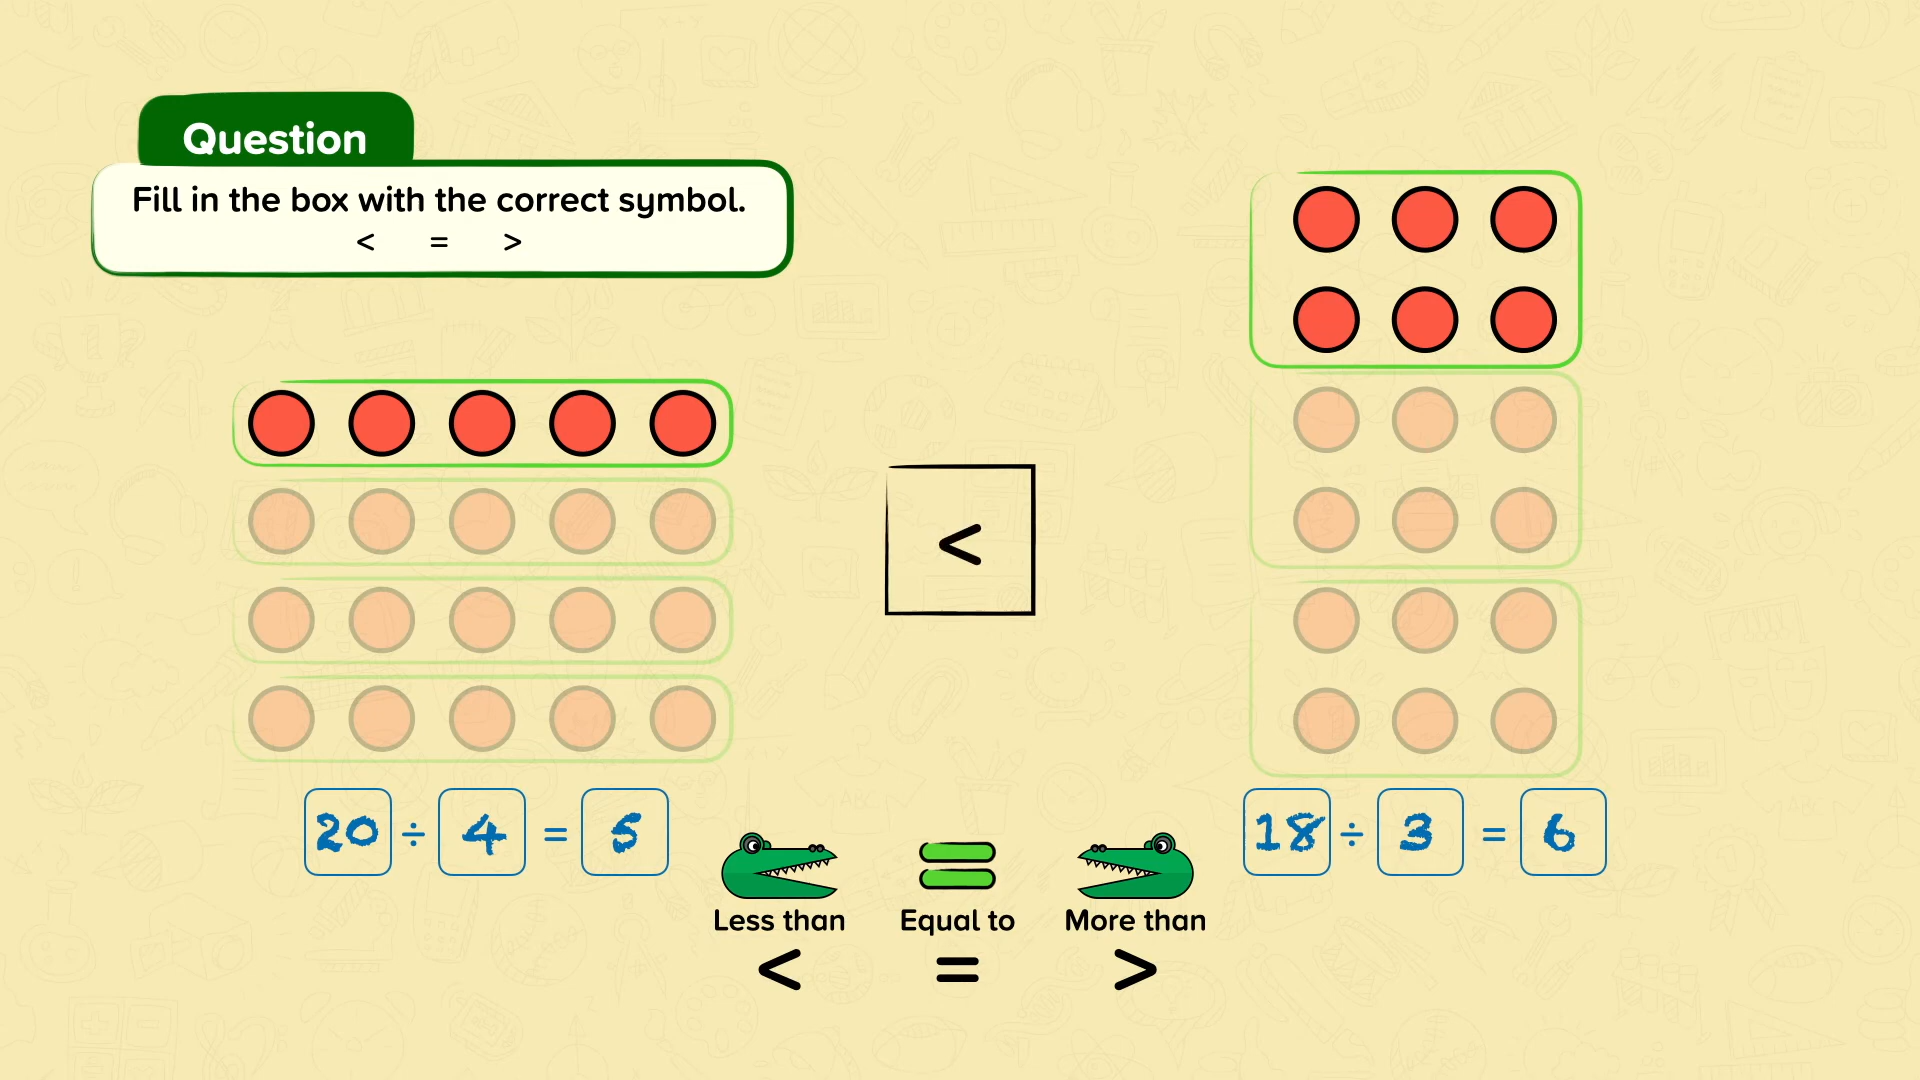 Question
Fill in the box with the correct symbol.
< = >
<
20 ÷ 4 = 5
18 ÷ 3 = 6
Less than Equal to More than
< = >